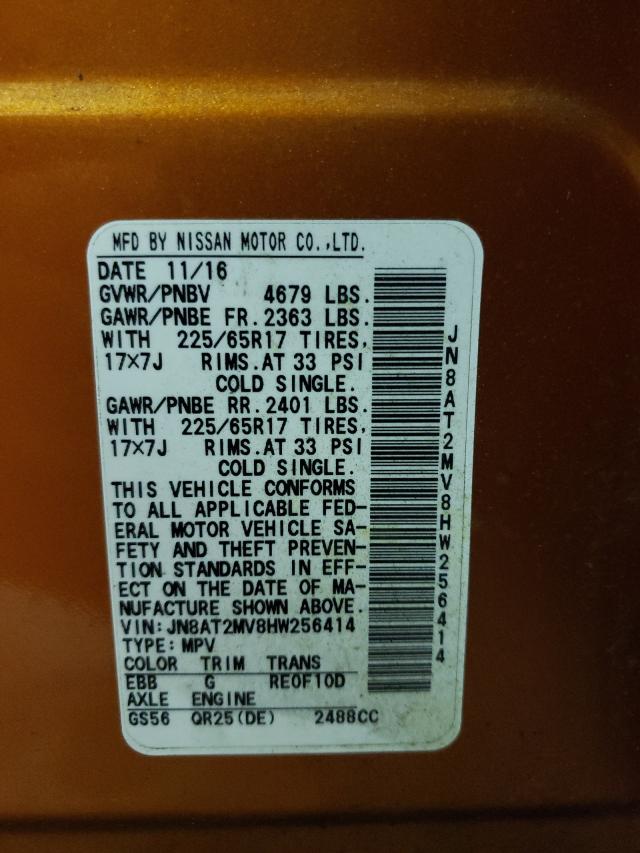 MFD BY NISSAN MOTOR CO.,LTD.
DATE 11/16
GVWR/PNBV 4679 LBS.
GAWR/PNBE FR.2363 LBS.
WITH 225/65R17 TIRES,
17×7J RIMS.AT 33 PSI
COLD SINGLE.
GAWR/PNBE RR.2401 LBS.
WITH 225/65R17 TIRES,
17×7J RIMS.AT 33 PSI
COLD SINGLE.
THIS VEHICLE CONFORMS
TO ALL APPLICABLE FED-
ERAL MOTOR VEHICLE SA-
FETY AND THEFT PREVEN-
TION STANDARDS IN EFF-
ECT ON THE DATE OF MA-
NUFACTURE SHOWN ABOVE.
VIN:JN8AT2MV8HW256414
TYPE:MPV
COLOR TRIM TRANS
EBB G RE0F10D
AXLE ENGINE
GS56 QR25(DE) 2488CC
JN8AT2MV8HW256414